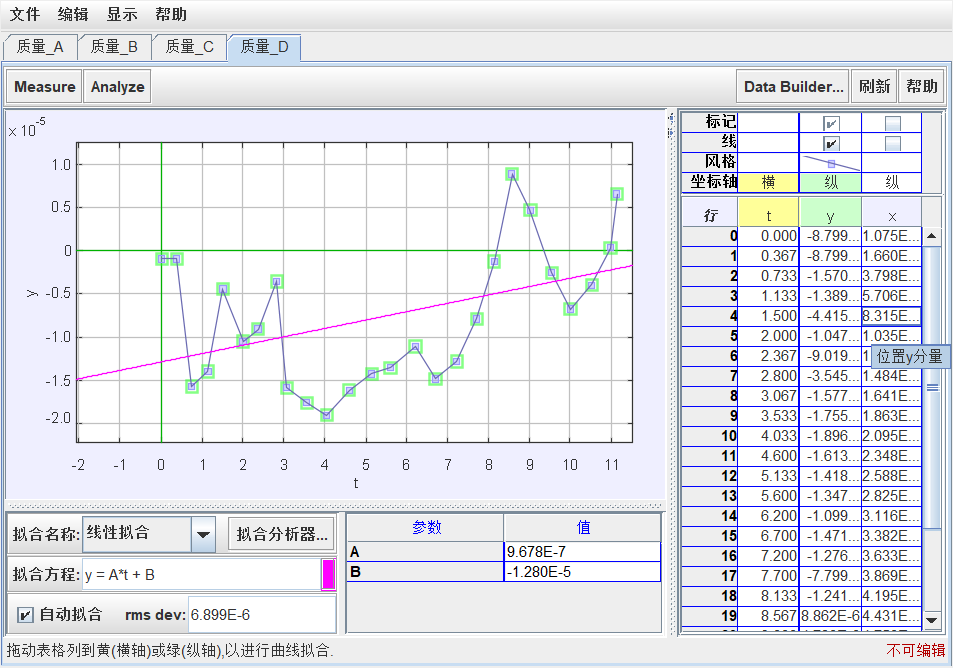 文件 编辑 显示 帮助
质量_A 质量_B 质量_C 质量_D
Measure Analyze Data Builder... 刷新 帮助
x 10^-5
1.0
0.5
0
-0.5
-1.0
-1.5
-2.0
y
-2 -1 0 1 2 3 4 5 6 7 8 9 10 11
t
标记
线
风格
坐标轴 横 纵 纵
行 t y x
0 0.000 -8.799... 1.075E...
1 0.367 -8.799... 1.660E...
2 0.733 -1.570... 3.798E...
3 1.133 -1.389... 5.706E...
4 1.500 -4.415... 8.315E...
5 2.000 -1.047... 1.035E...
6 2.367 -9.019... 1
位置y分量
7 2.800 -3.545... 1.484E...
8 3.067 -1.577... 1.641E...
9 3.533 -1.755... 1.863E...
10 4.033 -1.896... 2.095E...
11 4.600 -1.613... 2.348E...
12 5.133 -1.418... 2.588E...
13 5.600 -1.347... 2.825E...
14 6.200 -1.099... 3.116E...
15 6.700 -1.471... 3.382E...
16 7.200 -1.276... 3.633E...
17 7.700 -7.799... 3.869E...
18 8.133 -1.241... 4.195E...
19 8.567 8.862E-6 4.431E...
拟合名称: 线性拟合 拟合分析器...
拟合方程: y = A*t + B
自动拟合 rms dev: 6.899E-6
参数 值
A 9.678E-7
B -1.280E-5
拖动表格列到黄(横轴)或绿(纵轴),以进行曲线拟合. 不可编辑